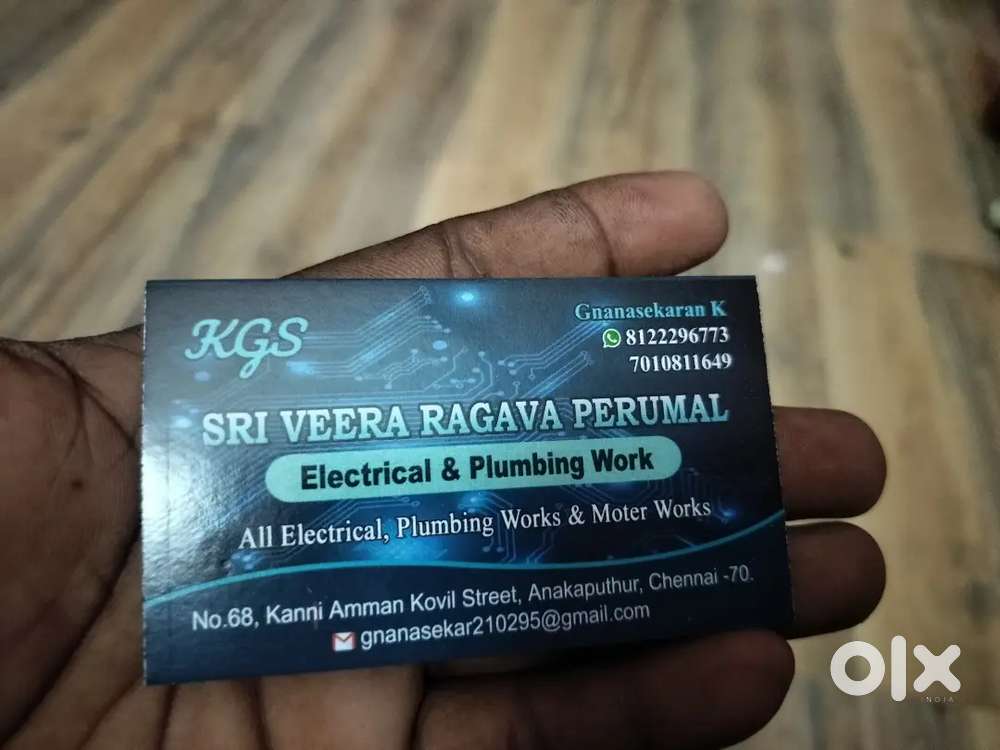 KGS
Gnanasekaran K
8122296773
7010811649
SRI VEERA RAGAVA PERUMAL
Electrical & Plumbing Work
All Electrical, Plumbing Works & Moter Works
No.68, Kanni Amman Kovil Street, Anakaputhur, Chennai -70.
gnanasekar210295@gmail.com
olx
INDIA